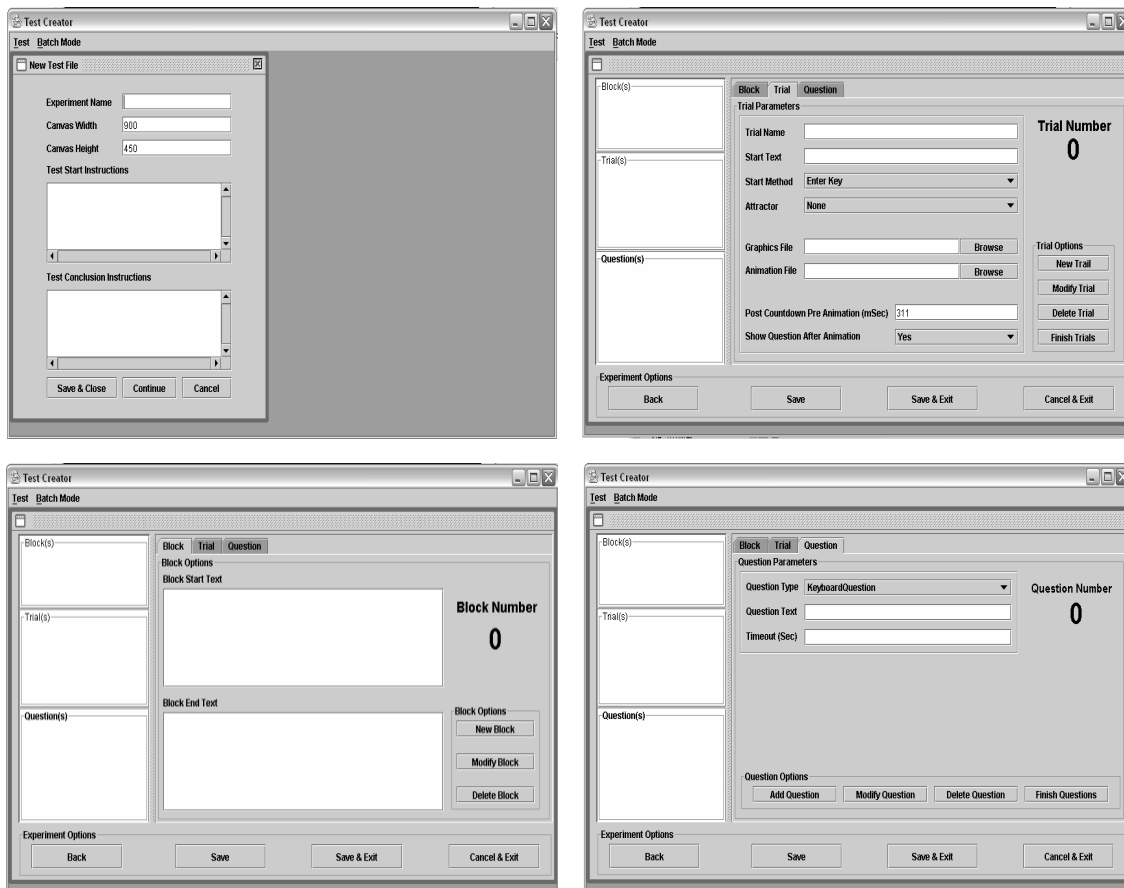 Test Creator
Test Batch Mode
New Test File
Experiment Name
Canvas Width 900
Canvas Height 450
Test Start Instructions
Test Conclusion Instructions
Save & Close Continue Cancel
Test Creator
Test Batch Mode
Block(s)
Trial(s)
Question(s)
Block Trial Question
Trial Parameters
Trial Name
Start Text
Start Method Enter Key
Attractor None
Graphics File Browse
Animation File Browse
Post Countdown Pre Animation (mSec) 311
Show Question After Animation Yes
Trial Number
0
Trial Options
New Trail
Modify Trial
Delete Trial
Finish Trials
Experiment Options
Back Save Save & Exit Cancel & Exit
Test Creator
Test Batch Mode
Block(s)
Trial(s)
Question(s)
Block Trial Question
Block Options
Block Start Text
Block End Text
Block Number
0
Block Options
New Block
Modify Block
Delete Block
Experiment Options
Back Save Save & Exit Cancel & Exit
Test Creator
Test Batch Mode
Block(s)
Trial(s)
Question(s)
Block Trial Question
Question Parameters
Question Type KeyboardQuestion
Question Text
Timeout (Sec)
Question Number
0
Question Options
Add Question Modify Question Delete Question Finish Questions
Experiment Options
Back Save Save & Exit Cancel & Exit